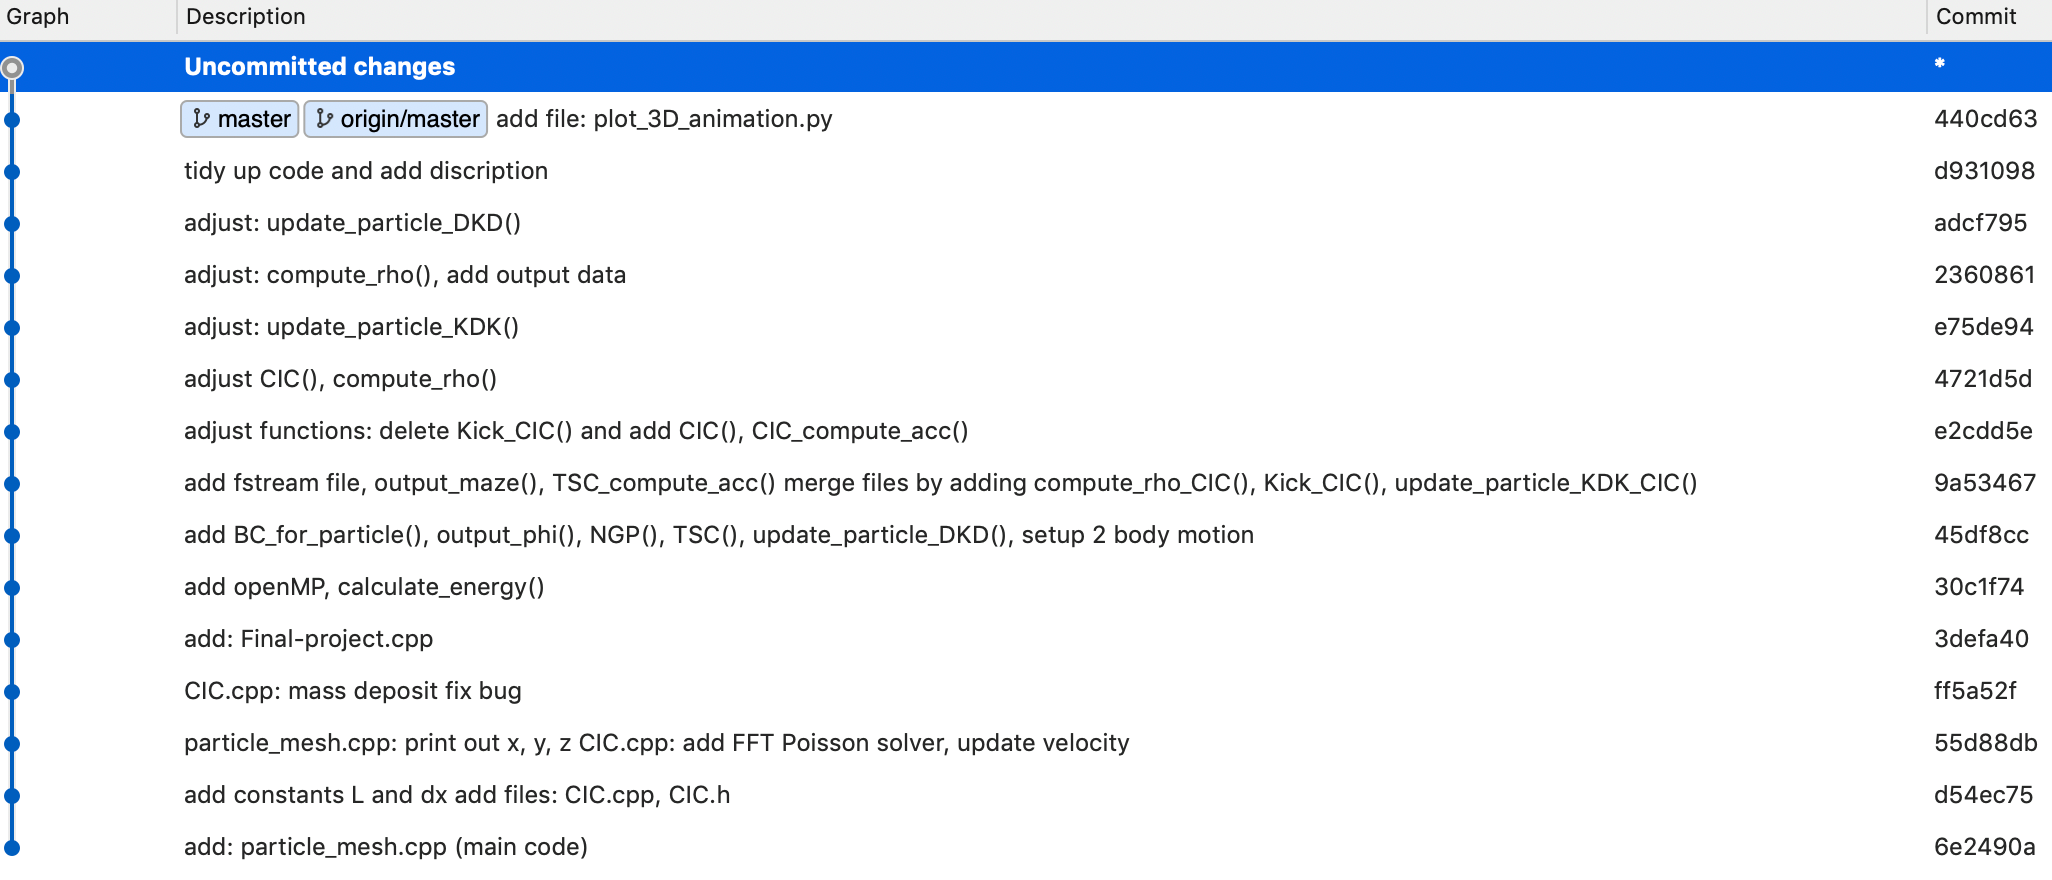 Graph Description Commit
Uncommitted changes *
master origin/master add file: plot_3D_animation.py 440cd63
tidy up code and add discription d931098
adjust: update_particle_DKD() adcf795
adjust: compute_rho(), add output data 2360861
adjust: update_particle_KDK() e75de94
adjust CIC(), compute_rho() 4721d5d
adjust functions: delete Kick_CIC() and add CIC(), CIC_compute_acc() e2cdd5e
add fstream file, output_maze(), TSC_compute_acc() merge files by adding compute_rho_CIC(), Kick_CIC(), update_particle_KDK_CIC() 9a53467
add BC_for_particle(), output_phi(), NGP(), TSC(), update_particle_DKD(), setup 2 body motion 45df8cc
add openMP, calculate_energy() 30c1f74
add: Final-project.cpp 3defa40
CIC.cpp: mass deposit fix bug ff5a52f
particle_mesh.cpp: print out x, y, z CIC.cpp: add FFT Poisson solver, update velocity 55d88db
add constants L and dx add files: CIC.cpp, CIC.h d54ec75
add: particle_mesh.cpp (main code) 6e2490a